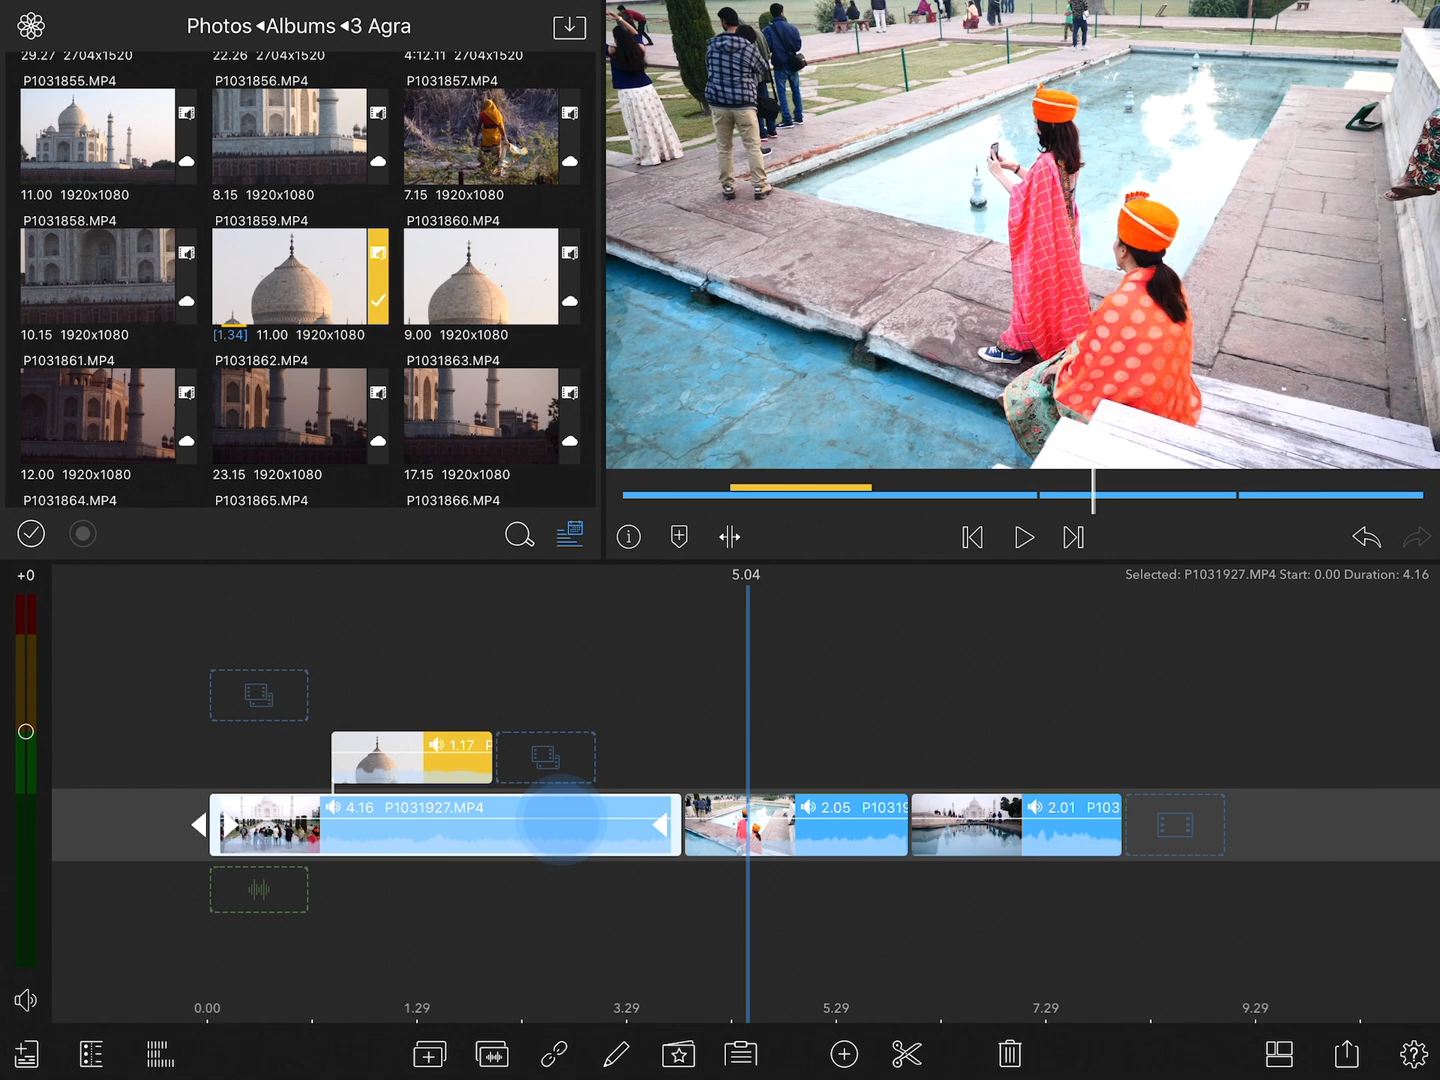 Photos ◂Albums ◂3 Agra
29.27 2704x1520
22.26 2704x1520
4:12.11 2704x1520
P1031855.MP4
P1031856.MP4
P1031857.MP4
11.00 1920x1080
8.15 1920x1080
7.15 1920x1080
P1031858.MP4
P1031859.MP4
P1031860.MP4
10.15 1920x1080
[1.34] 11.00 1920x1080
9.00 1920x1080
P1031861.MP4
P1031862.MP4
P1031863.MP4
12.00 1920x1080
23.15 1920x1080
17.15 1920x1080
P1031864.MP4
P1031865.MP4
P1031866.MP4
+0
5.04
Selected: P1031927.MP4 Start: 0.00 Duration: 4.16
1.17 P
4.16 P1031927.MP4
2.05 P10319
2.01 P103
0.00
1.29
3.29
5.29
7.29
9.29